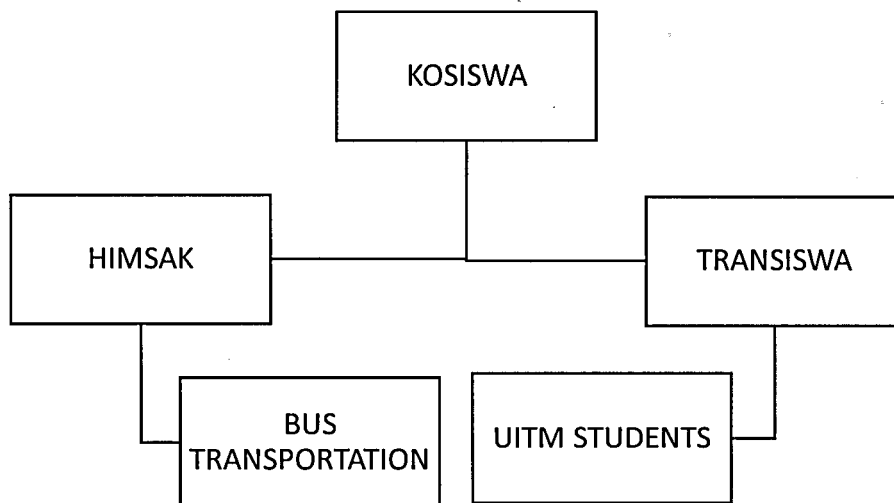 KOSISWA
HIMSAK
TRANSISWA
BUS
TRANSPORTATION
UITM STUDENTS